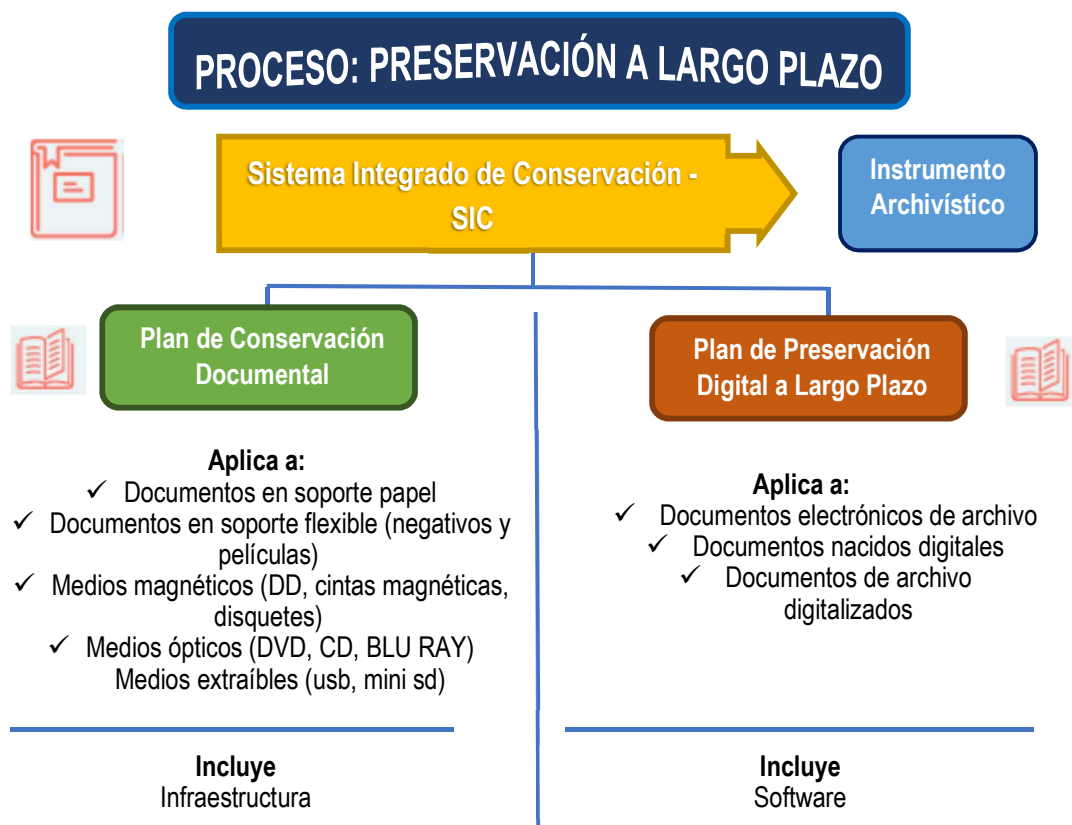 PROCESO: PRESERVACIÓN A LARGO PLAZO
Sistema Integrado de Conservación -
SIC
Instrumento
Archivístico
Plan de Conservación
Documental
Aplica a:
✓ Documentos en soporte papel
✓ Documentos en soporte flexible (negativos y
películas)
✓ Medios magnéticos (DD, cintas magnéticas,
disquetes)
✓ Medios ópticos (DVD, CD, BLU RAY)
Medios extraíbles (usb, mini sd)
Incluye
Infraestructura
Plan de Preservación
Digital a Largo Plazo
Aplica a:
✓ Documentos electrónicos de archivo
✓ Documentos nacidos digitales
✓ Documentos de archivo
digitalizados
Incluye
Software